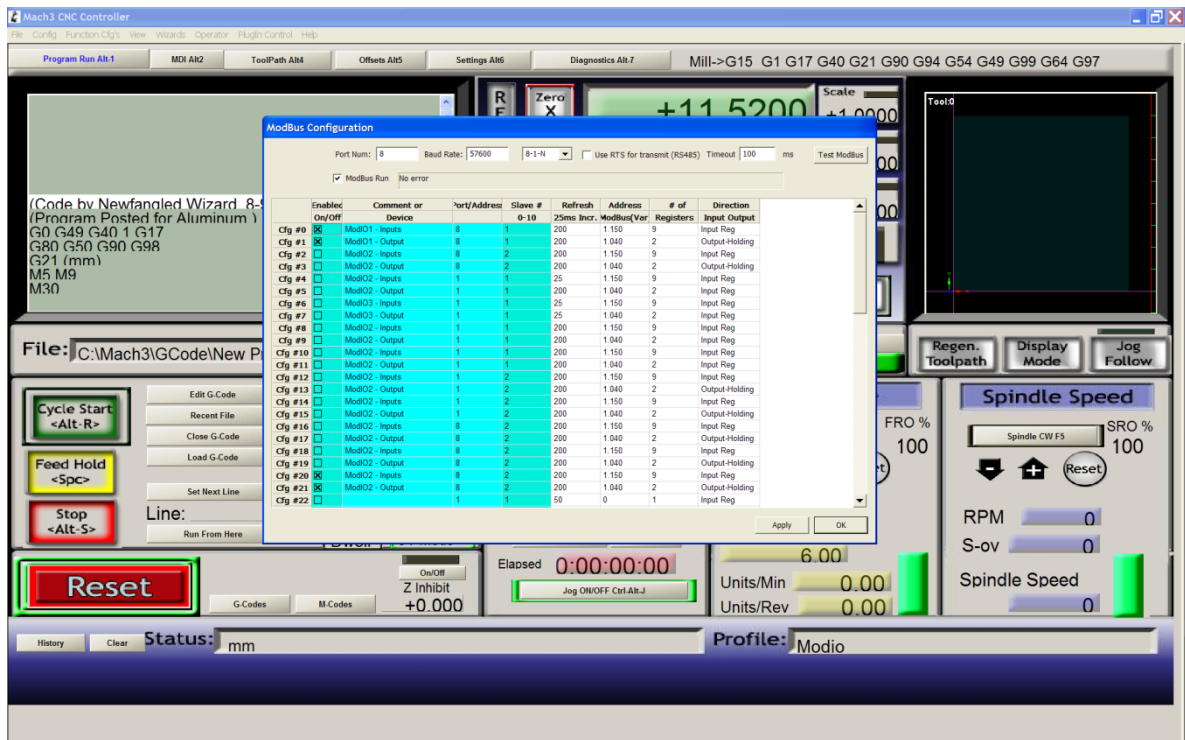 Mach3 CNC Controller
File Config Function Cfg's View Wizards Operator PlugIn Control Help
Program Run Alt-1 MDI Alt2 ToolPath Alt4 Offsets Alt5 Settings Alt6 Diagnostics Alt-7 Mill->G15 G1 G17 G40 G21 G90 G94 G54 G49 G99 G64 G97
Zero
X
+11.5200
Scale
+1.0000
Tool:0
(Code by Newfangled Wizard 8-
(Program Posted for Aluminum )
G0 G49 G40 1 G17
G80 G50 G90 G98
G21 (mm)
M5 M9
M30
ModBus Configuration
Port Num: 8 Baud Rate: 57600 8-1-N Use RTS for transmit (RS485) Timeout 100 ms Test ModBus
ModBus Run No error
Enabled Comment or Port/Address Slave # Refresh Address # of Direction
On/Off Device 0-10 25ms Incr. ModBus(Var Registers Input Output
Cfg #0 ModIO1 - Inputs 8 1 200 1.150 9 Input Reg
Cfg #1 ModIO1 - Output 8 1 200 1.040 2 Output-Holding
Cfg #2 ModIO2 - Inputs 8 2 200 1.150 9 Input Reg
Cfg #3 ModIO2 - Output 8 2 200 1.040 2 Output-Holding
Cfg #4 ModIO2 - Inputs 1 1 25 1.150 9 Input Reg
Cfg #5 ModIO2 - Output 1 1 200 1.040 2 Output-Holding
Cfg #6 ModIO3 - Inputs 1 1 25 1.150 9 Input Reg
Cfg #7 ModIO3 - Output 1 1 25 1.040 2 Output-Holding
Cfg #8 ModIO2 - Inputs 1 1 200 1.150 9 Input Reg
Cfg #9 ModIO2 - Output 1 1 200 1.040 2 Output-Holding
Cfg #10 ModIO2 - Inputs 1 1 200 1.150 9 Input Reg
Cfg #11 ModIO2 - Output 1 1 200 1.040 2 Output-Holding
Cfg #12 ModIO2 - Inputs 8 2 200 1.150 9 Input Reg
Cfg #13 ModIO2 - Output 8 2 200 1.040 2 Output-Holding
Cfg #14 ModIO2 - Inputs 1 2 200 1.150 9 Input Reg
Cfg #15 ModIO2 - Output 1 2 200 1.040 2 Output-Holding
Cfg #16 ModIO2 - Inputs 8 2 200 1.150 9 Input Reg
Cfg #17 ModIO2 - Output 8 2 200 1.040 2 Output-Holding
Cfg #18 ModIO2 - Inputs 8 2 200 1.150 9 Input Reg
Cfg #19 ModIO2 - Output 8 2 200 1.040 2 Output-Holding
Cfg #20 ModIO2 - Inputs 8 2 200 1.150 9 Input Reg
Cfg #21 ModIO2 - Output 8 2 200 1.040 2 Output-Holding
Cfg #22 1 1 50 0 1 Input Reg
Apply OK
File: C:\Mach3\GCode\New P
Regen. Toolpath
Display Mode
Jog Follow
Cycle Start
<Alt-R>
Feed Hold
<Spc>
Stop
<Alt-S>
Edit G-Code
Recent File
Close G-Code
Load G-Code
Set Next Line
Line:
Run From Here
FRO %
100
Spindle Speed
Spindle CW F5
SRO %
100
Reset
RPM 0
S-ov 0
Spindle Speed
0
Reset
G-Codes M-Codes
On/Off
Z Inhibit
+0.000
Elapsed 0:00:00:00
Jog ON/OFF Ctrl-Alt-J
6.00
Units/Min 0.00
Units/Rev 0.00
History Clear Status: mm Profile: Modio